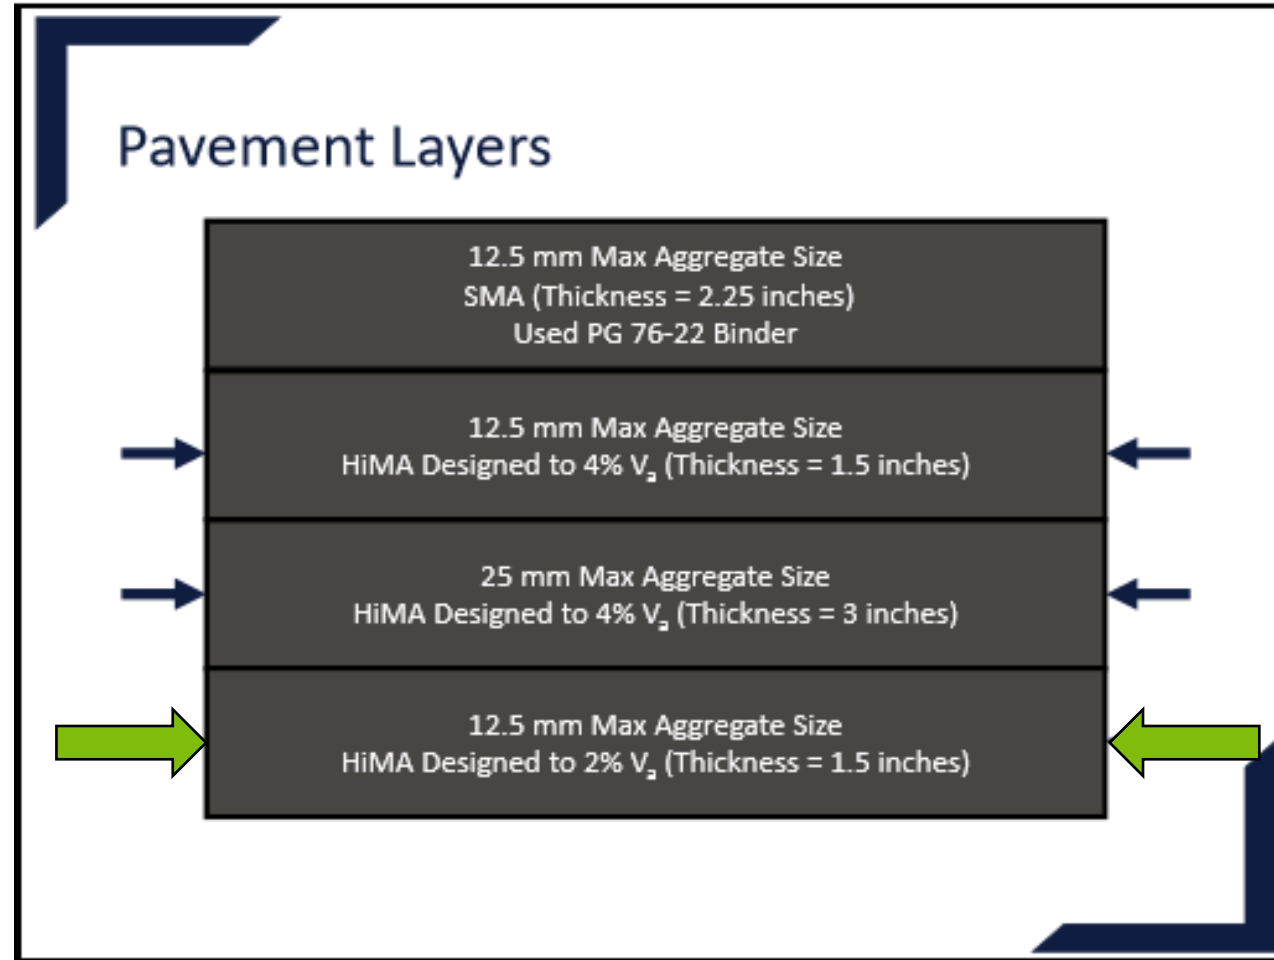 Pavement Layers
12.5 mm Max Aggregate Size
SMA (Thickness = 2.25 inches)
Used PG 76-22 Binder
12.5 mm Max Aggregate Size
HiMA Designed to 4% Vₐ (Thickness = 1.5 inches)
25 mm Max Aggregate Size
HiMA Designed to 4% Vₐ (Thickness = 3 inches)
12.5 mm Max Aggregate Size
HiMA Designed to 2% Vₐ (Thickness = 1.5 inches)